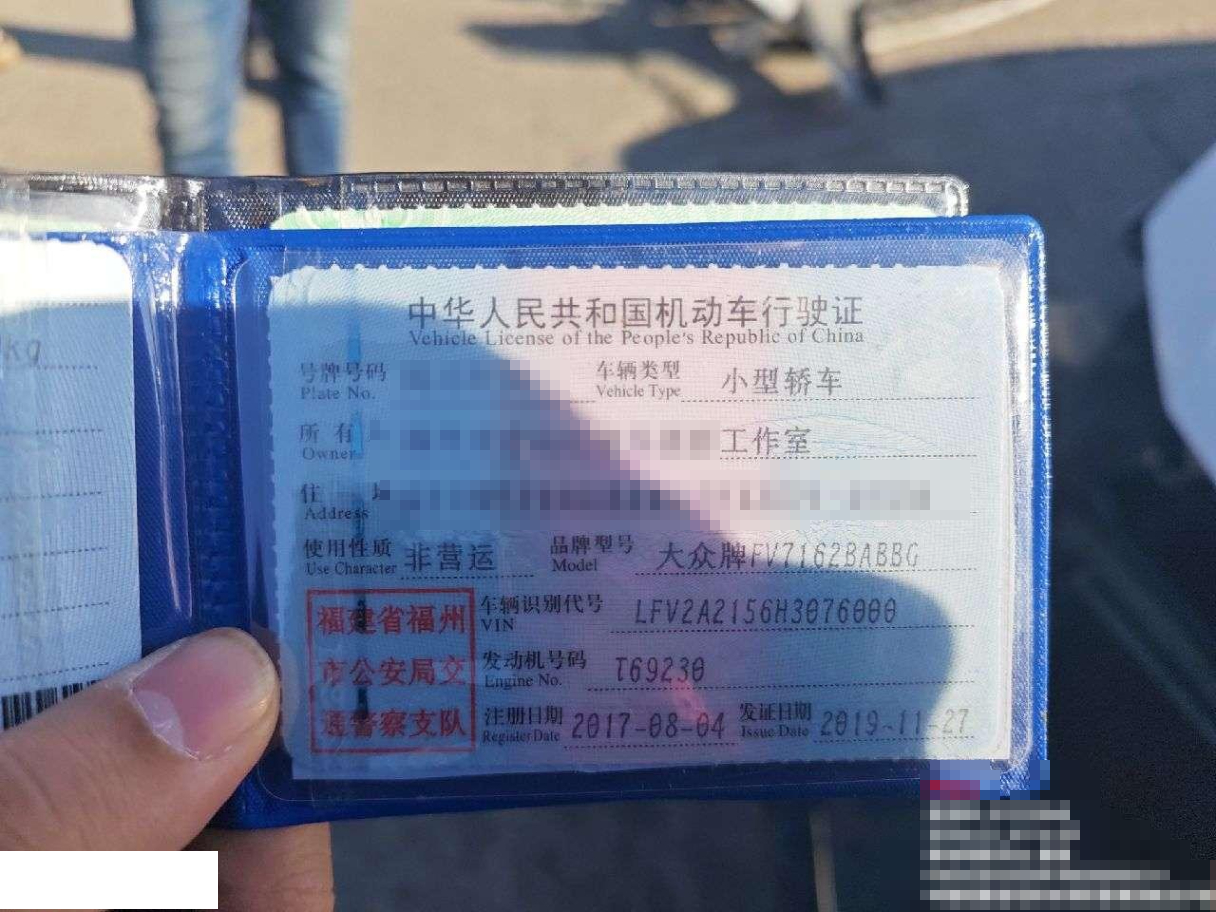 kg
中华人民共和国机动车行驶证
Vehicle License of the People's Republic of China
号牌号码 车辆类型 小型轿车
Plate No. Vehicle Type
所有 工作室
Owner
住
Address
使用性质 非营运 品牌型号 大众牌FV7162BABBG
Use Character Model
福建省福州
市公安局交
通警察支队
车辆识别代号 LFV2A2156H3076000
VIN
发动机号码 T69230
Engine No.
注册日期 2017-08-04 发证日期 2019-11-27
Register Date Issue Date